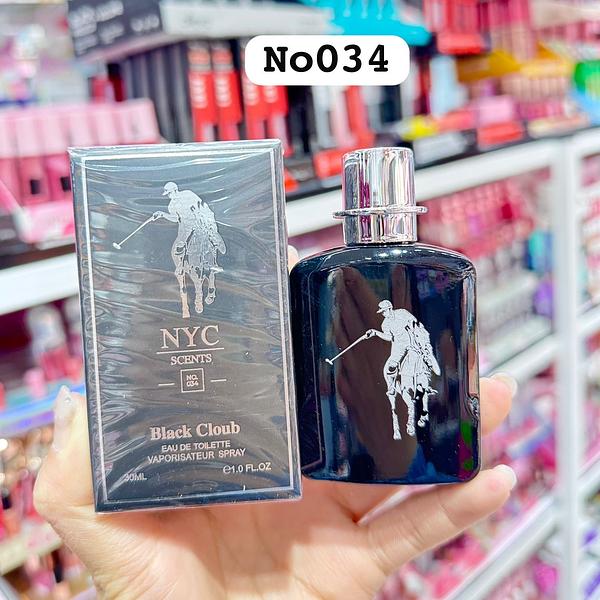 No034
NYC
SCENTS
NO.
034
Black Cloub
EAU DE TOILETTE
VAPORISATEUR SPRAY
30ML
℮1.0 FL.OZ